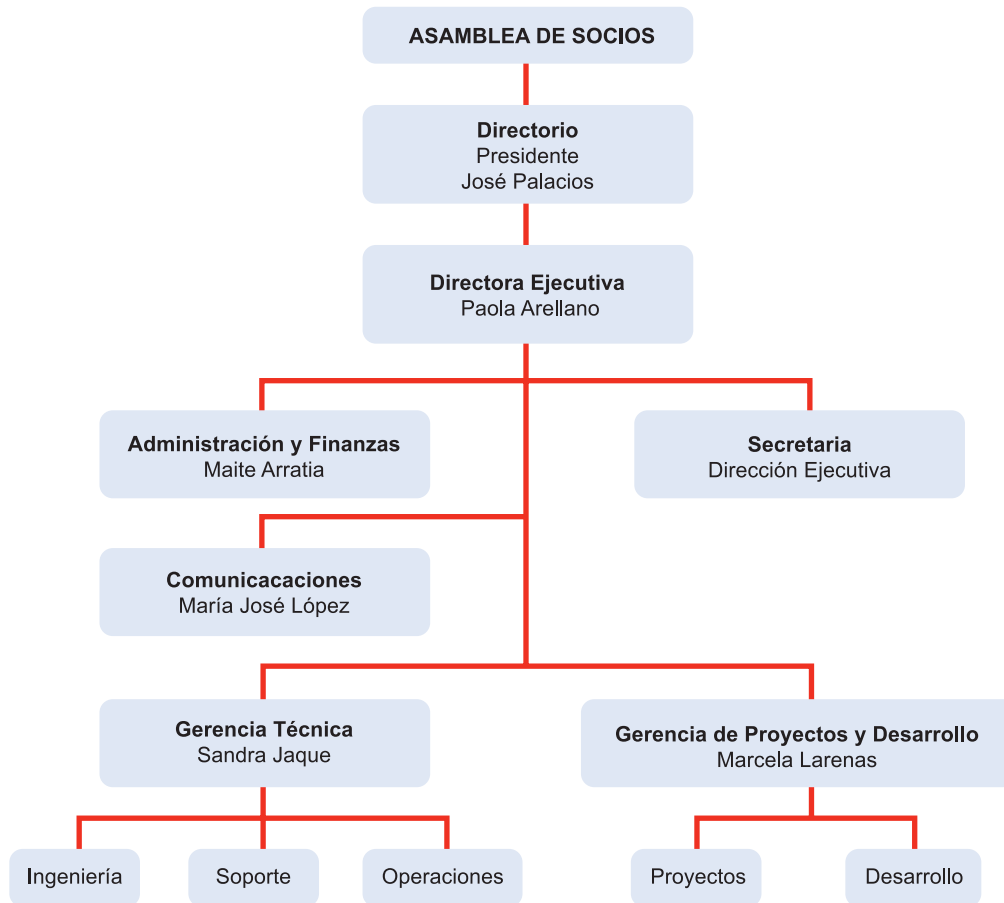 ASAMBLEA DE SOCIOS
Directorio
Presidente
José Palacios
Directora Ejecutiva
Paola Arellano
Administración y Finanzas
Maite Arratia
Secretaria
Dirección Ejecutiva
Comunicacaciones
María José López
Gerencia Técnica
Sandra Jaque
Gerencia de Proyectos y Desarrollo
Marcela Larenas
Ingeniería
Soporte
Operaciones
Proyectos
Desarrollo